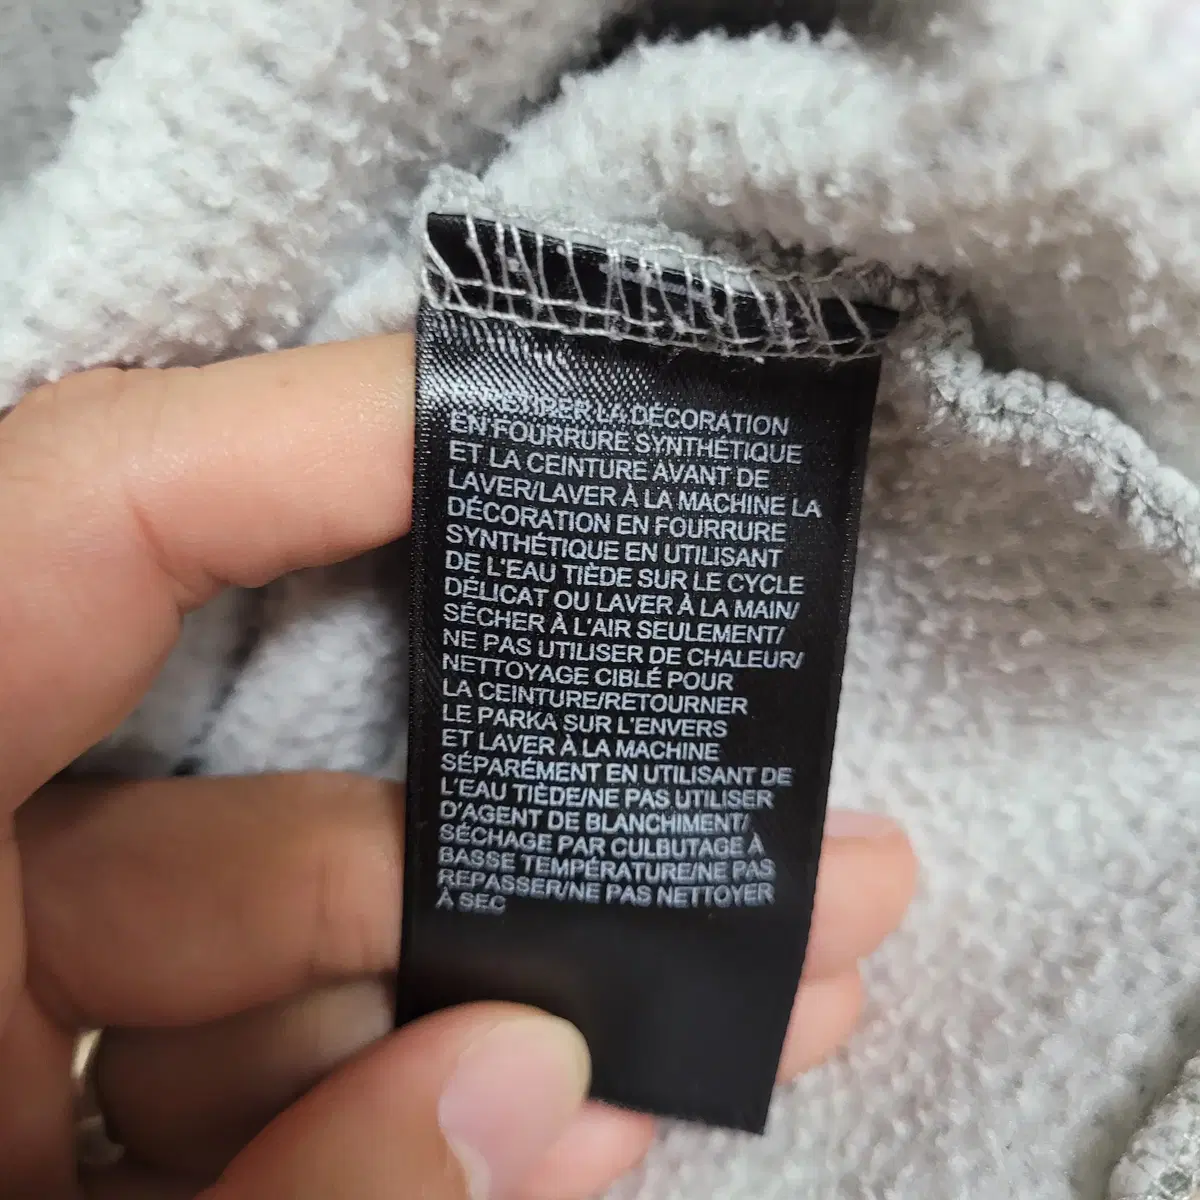 LA DÉCORATION
EN FOURRURE SYNTHÉTIQUE
ET LA CEINTURE AVANT DE
LAVER/LAVER À LA MACHINE LA
DÉCORATION EN FOURRURE
SYNTHÉTIQUE EN UTILISANT
DE L'EAU TIÈDE SUR LE CYCLE
DÉLICAT OU LAVER À LA MAIN/
SÉCHER À L'AIR SEULEMENT/
NE PAS UTILISER DE CHALEUR/
NETTOYAGE CIBLÉ POUR
LA CEINTURE/RETOURNER
LE PARKA SUR L'ENVERS
ET LAVER À LA MACHINE
SÉPARÉMENT EN UTILISANT DE
L'EAU TIÈDE/NE PAS UTILISER
D'AGENT DE BLANCHIMENT/
SÉCHAGE PAR CULBUTAGE À
BASSE TEMPÉRATURE/NE PAS
REPASSER/NE PAS NETTOYER
À SEC